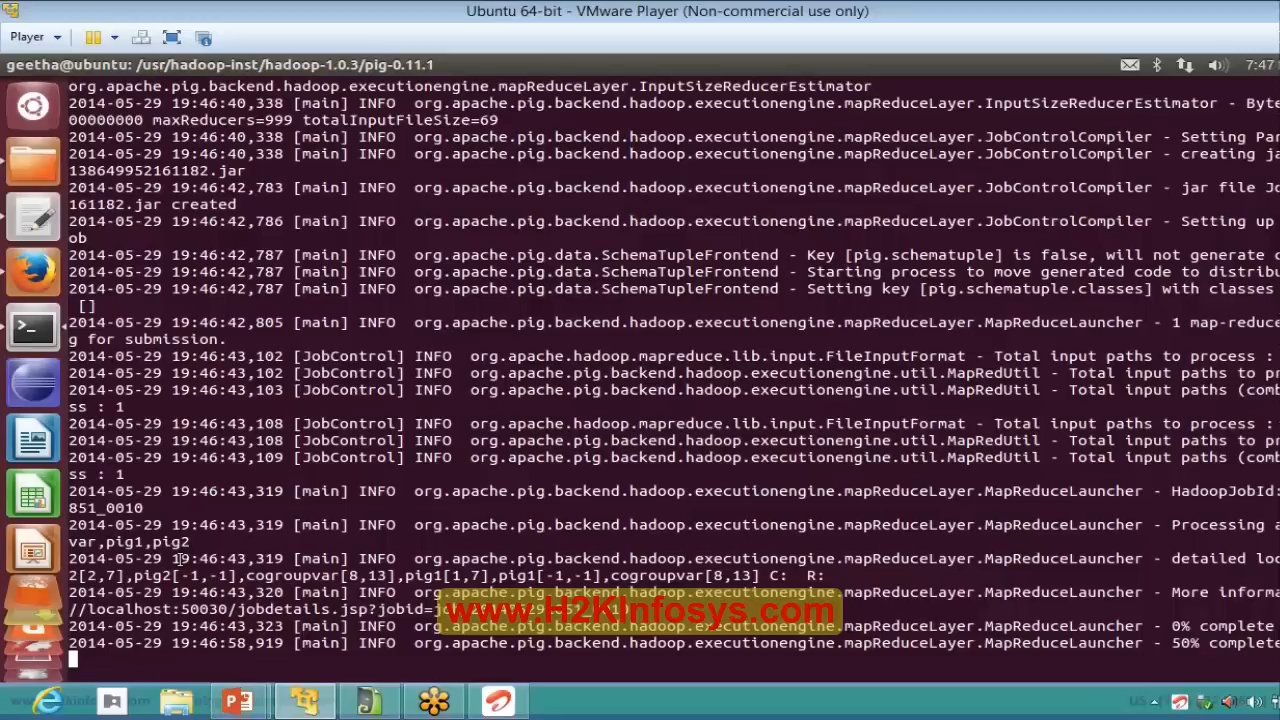 Ubuntu 64-bit - VMware Player (Non-commercial use only)
Player
geetha@ubuntu: /usr/hadoop-inst/hadoop-1.0.3/pig-0.11.1
7:47
org.apache.pig.backend.hadoop.executionengine.mapReduceLayer.InputSizeReducerEstimator
2014-05-29 19:46:40,338 [main] INFO  org.apache.pig.backend.hadoop.executionengine.mapReduceLayer.InputSizeReducerEstimator - Byte
00000000 maxReducers=999 totalInputFileSize=69
2014-05-29 19:46:40,338 [main] INFO  org.apache.pig.backend.hadoop.executionengine.mapReduceLayer.JobControlCompiler - Setting Pa
2014-05-29 19:46:40,338 [main] INFO  org.apache.pig.backend.hadoop.executionengine.mapReduceLayer.JobControlCompiler - creating ja
138649952161182.jar
2014-05-29 19:46:42,783 [main] INFO  org.apache.pig.backend.hadoop.executionengine.mapReduceLayer.JobControlCompiler - jar file Jo
161182.jar created
2014-05-29 19:46:42,786 [main] INFO  org.apache.pig.backend.hadoop.executionengine.mapReduceLayer.JobControlCompiler - Setting up
ob
2014-05-29 19:46:42,787 [main] INFO  org.apache.pig.data.SchemaTupleFrontend - Key [pig.schematuple] is false, will not generate c
2014-05-29 19:46:42,787 [main] INFO  org.apache.pig.data.SchemaTupleFrontend - Starting process to move generated code to distrib
2014-05-29 19:46:42,787 [main] INFO  org.apache.pig.data.SchemaTupleFrontend - Setting key [pig.schematuple.classes] with classes
[]
2014-05-29 19:46:42,805 [main] INFO  org.apache.pig.backend.hadoop.executionengine.mapReduceLayer.MapReduceLauncher - 1 map-reduc
g for submission.
2014-05-29 19:46:43,102 [JobControl] INFO  org.apache.hadoop.mapreduce.lib.input.FileInputFormat - Total input paths to process :
2014-05-29 19:46:43,102 [JobControl] INFO  org.apache.pig.backend.hadoop.executionengine.util.MapRedUtil - Total input paths to pr
2014-05-29 19:46:43,103 [JobControl] INFO  org.apache.pig.backend.hadoop.executionengine.util.MapRedUtil - Total input paths (comb
ss : 1
2014-05-29 19:46:43,108 [JobControl] INFO  org.apache.hadoop.mapreduce.lib.input.FileInputFormat - Total input paths to process :
2014-05-29 19:46:43,108 [JobControl] INFO  org.apache.pig.backend.hadoop.executionengine.util.MapRedUtil - Total input paths to pr
2014-05-29 19:46:43,109 [JobControl] INFO  org.apache.pig.backend.hadoop.executionengine.util.MapRedUtil - Total input paths (comb
ss : 1
2014-05-29 19:46:43,319 [main] INFO  org.apache.pig.backend.hadoop.executionengine.mapReduceLayer.MapReduceLauncher - HadoopJobId:
851_0010
2014-05-29 19:46:43,319 [main] INFO  org.apache.pig.backend.hadoop.executionengine.mapReduceLayer.MapReduceLauncher - Processing a
var,pig1,pig2
2014-05-29 19:46:43,319 [main] INFO  org.apache.pig.backend.hadoop.executionengine.mapReduceLayer.MapReduceLauncher - detailed loc
2[2,7],pig2[-1,-1],cogroupvar[8,13],pig1[1,7],pig1[-1,-1],cogroupvar[8,13] C:  R:
2014-05-29 19:46:43,320 [main] INFO  org.apache.pig.backend.hadoop.executionengine.mapReduceLayer.MapReduceLauncher - More informa
//localhost:50030/jobdetails.jsp?jobid=
www.H2KInfosys.com
2014-05-29 19:46:43,323 [main] INFO  org.apache.pig.backend.hadoop.executionengine.mapReduceLayer.MapReduceLauncher - 0% complete
2014-05-29 19:46:58,919 [main] INFO  org.apache.pig.backend.hadoop.executionengine.mapReduceLayer.MapReduceLauncher - 50% complete